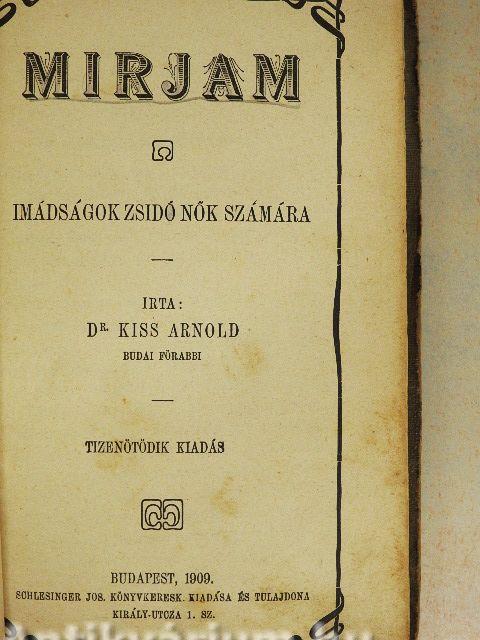 MIRJAM
IMÁDSÁGOK ZSIDÓ NŐK SZÁMÁRA
IRTA:
DR. KISS ARNOLD
BUDAI FŐRABBI
TIZENÖTÖDIK KIADÁS
BUDAPEST, 1909.
SCHLESINGER JOS. KÖNYVKERESK. KIADÁSA ÉS TULAJDONA
KIRÁLY-UTCZA 1. SZ.